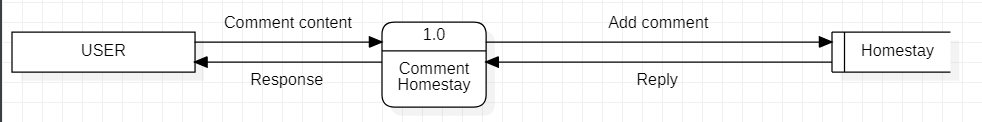 Comment content
Add comment
1.0
USER
Homestay
Comment
Homestay
Response
Reply